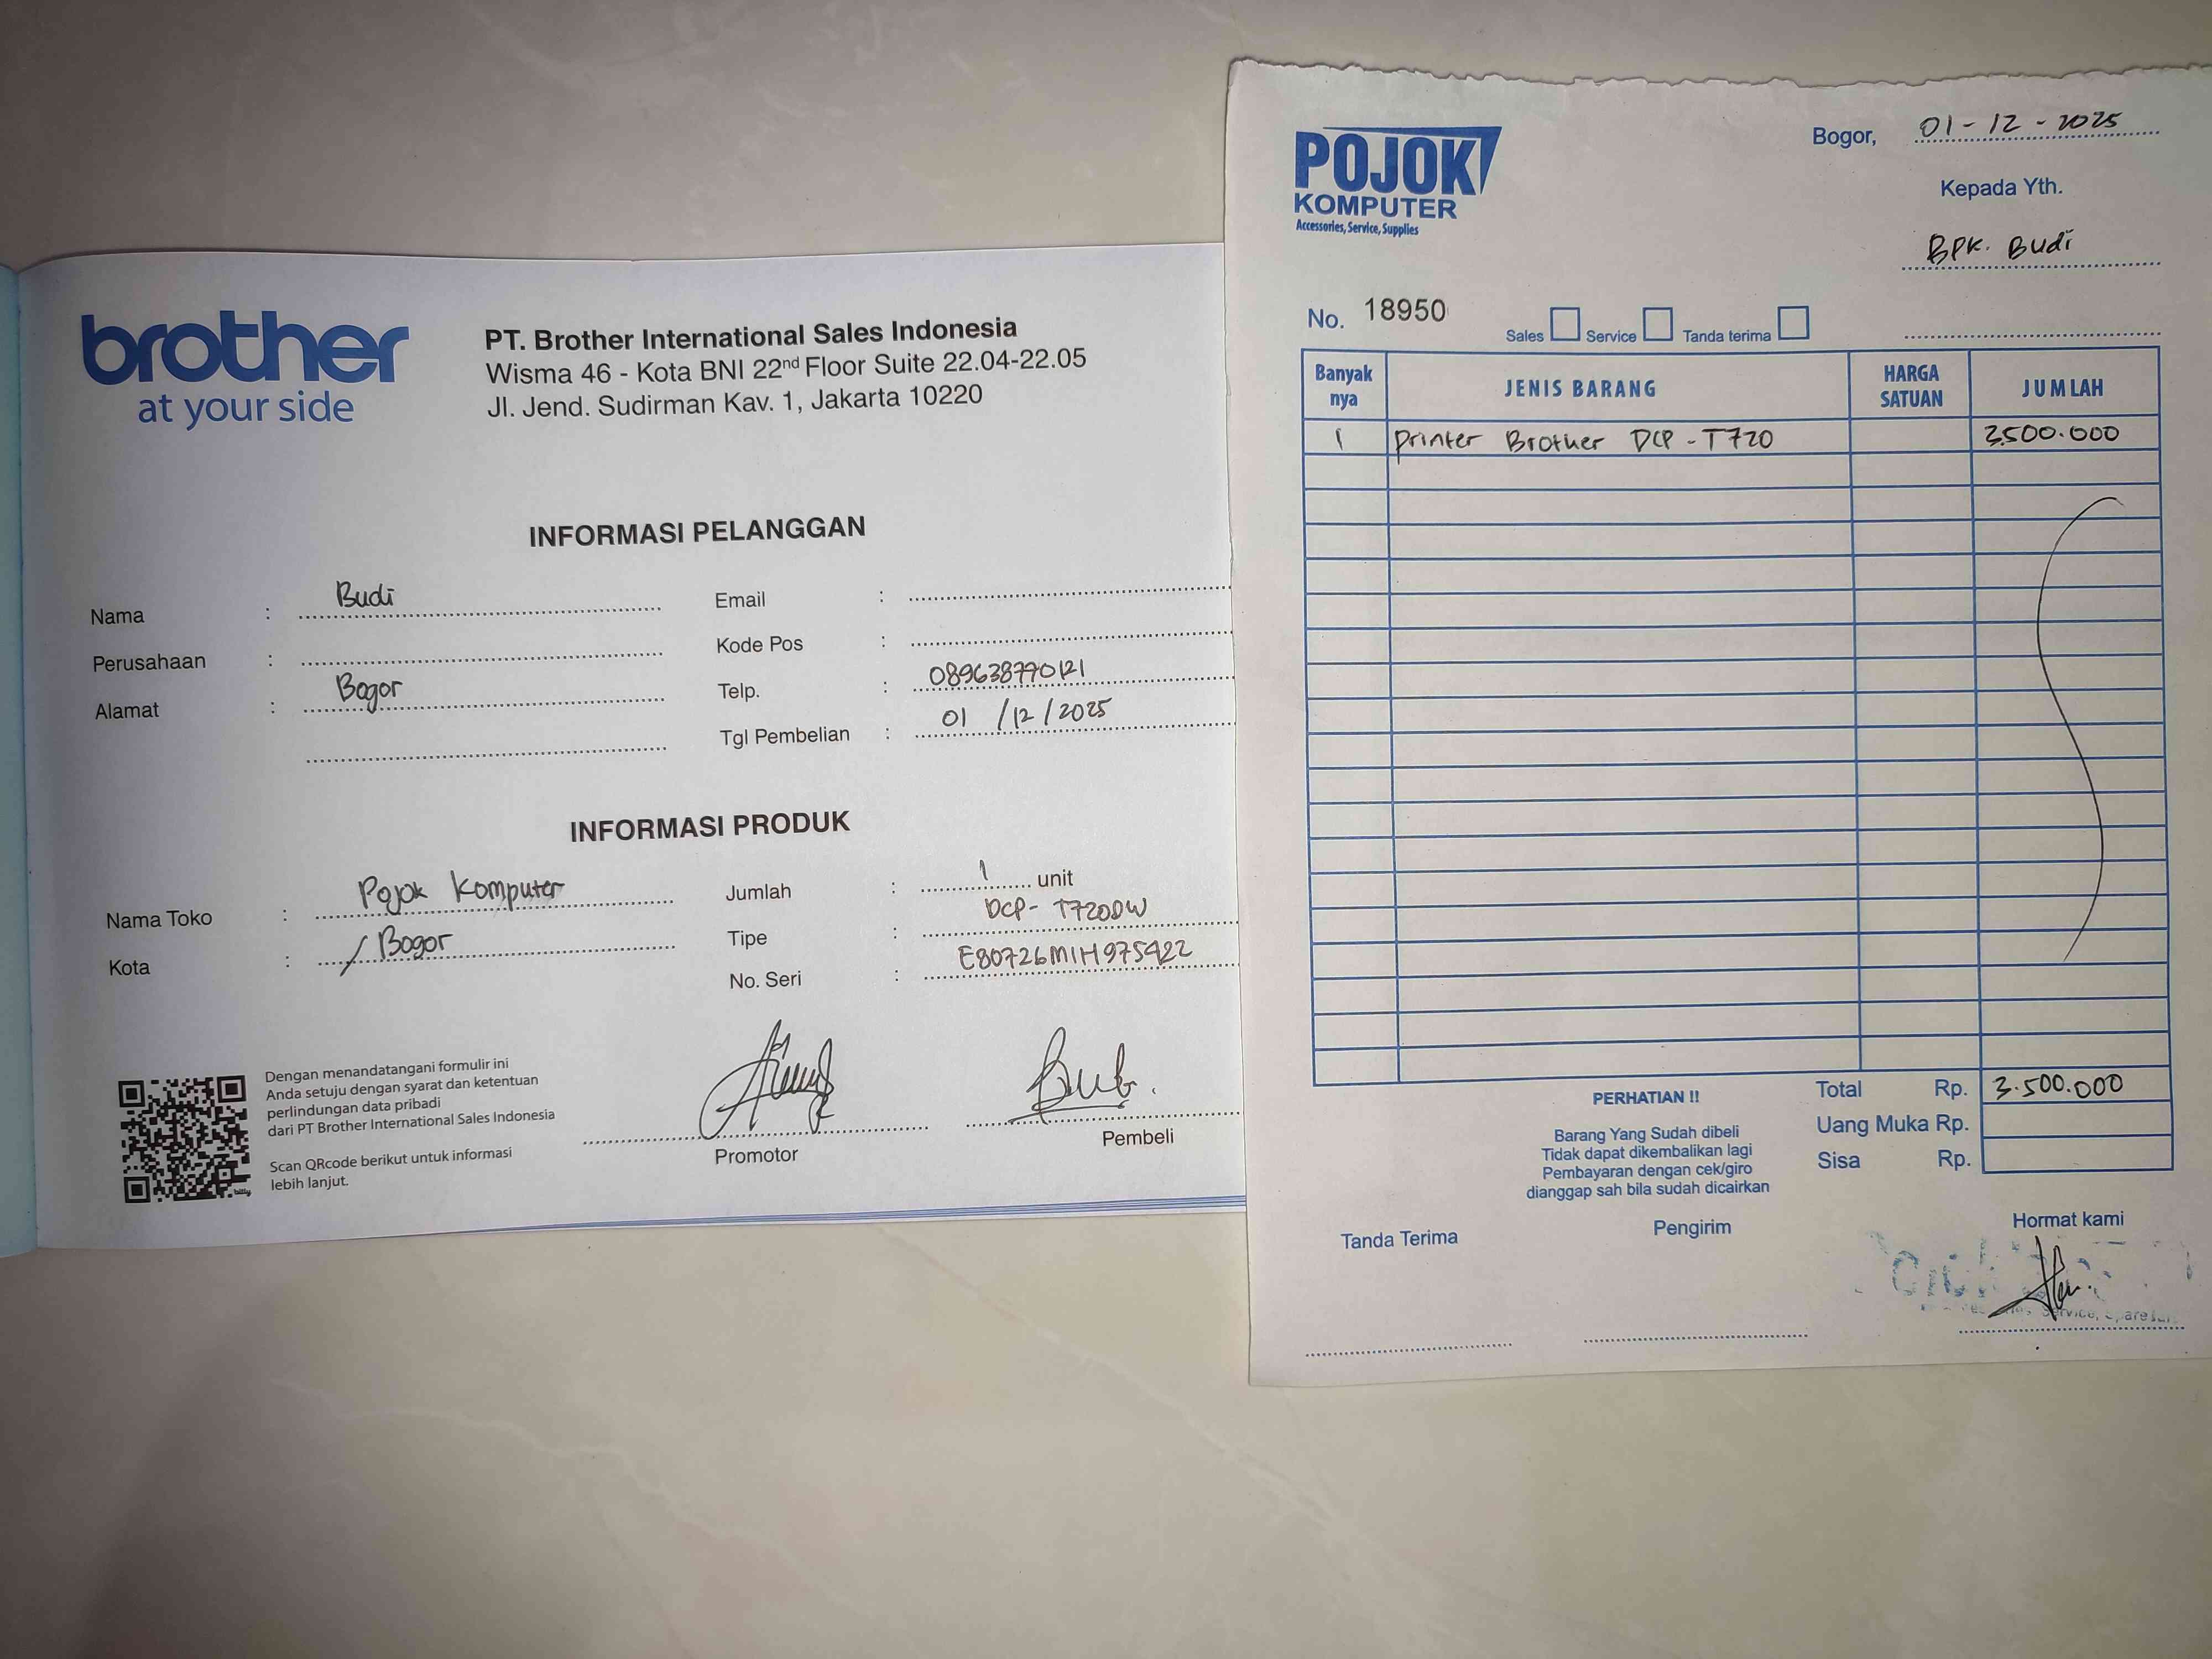 brother
at your side
PT. Brother International Sales Indonesia
Wisma 46 - Kota BNI 22nd Floor Suite 22.04-22.05
Jl. Jend. Sudirman Kav. 1, Jakarta 10220
INFORMASI PELANGGAN
Nama : Budi
Perusahaan :
Alamat : Bogor
Email :
Kode Pos :
Telp. : 089638770121
Tgl Pembelian : 01 /12/2025
INFORMASI PRODUK
Nama Toko : Pojok Komputer
Kota : / Bogor
Jumlah : 1 unit
Tipe : DCP- T720DW
No. Seri : E80726M1H975422
Dengan menandatangani formulir ini
Anda setuju dengan syarat dan ketentuan
perlindungan data pribadi
dari PT Brother International Sales Indonesia
Scan QRcode berikut untuk informasi
lebih lanjut.
bitly
Promotor
Pembeli
POJOK
KOMPUTER
Accessories, Service, Supplies
Bogor, 01-12-2025
Kepada Yth.
BPK. Budi
No. 18950
Sales Service Tanda terima
Banyak nya JENIS BARANG HARGA SATUAN JUMLAH
1 Printer Brother DCP-T720 3.500.000
Total Rp. 3.500.000
Uang Muka Rp.
Sisa Rp.
PERHATIAN !!
Barang Yang Sudah dibeli
Tidak dapat dikembalikan lagi
Pembayaran dengan cek/giro
dianggap sah bila sudah dicairkan
Tanda Terima
Pengirim
Hormat kami